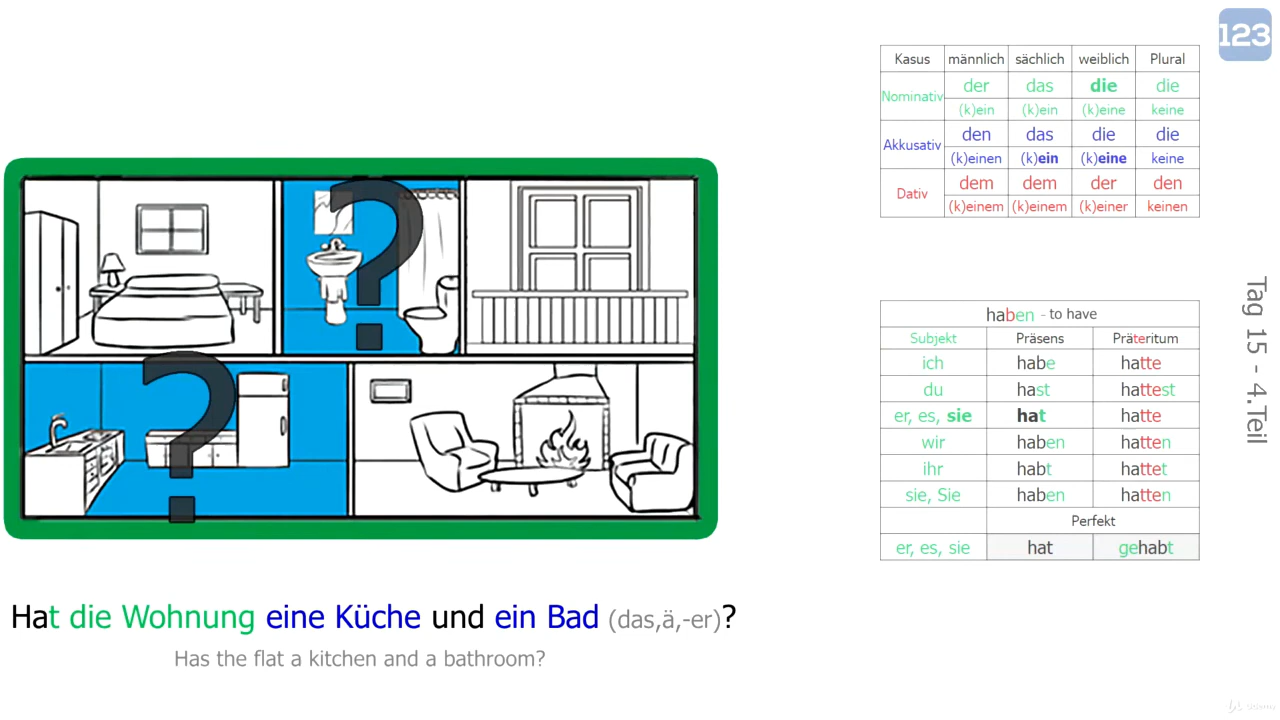 123
Kasus männlich sächlich weiblich Plural
Nominativ der das die die
(k)ein (k)ein (k)eine keine
Akkusativ den das die die
(k)einen (k)ein (k)eine keine
Dativ dem dem der den
(k)einem (k)einem (k)einer keinen
haben - to have
Subjekt Präsens Präteritum
ich habe hatte
du hast hattest
er, es, sie hat hatte
wir haben hatten
ihr habt hattet
sie, Sie haben hatten
Perfekt
er, es, sie hat gehabt
Tag 15 - 4.Teil
Hat die Wohnung eine Küche und ein Bad (das,ä,-er)?
Has the flat a kitchen and a bathroom?